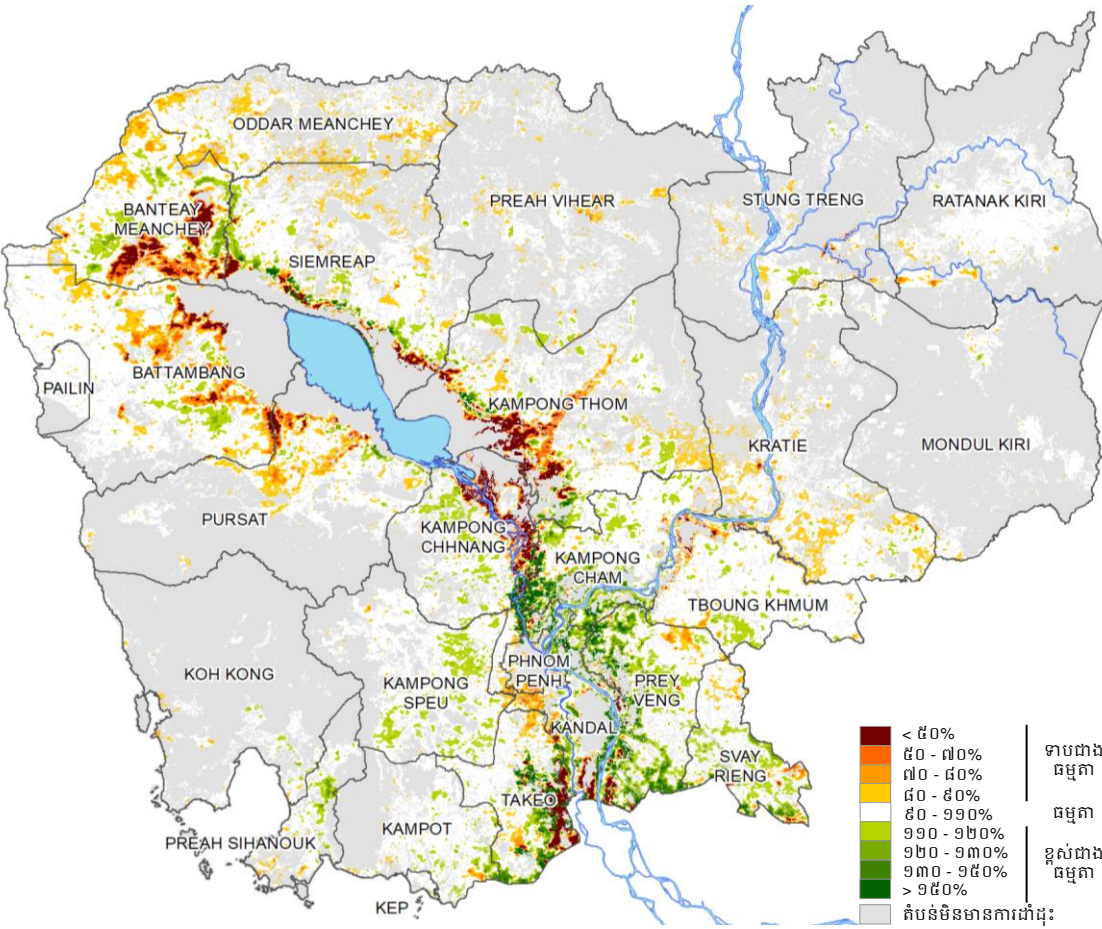 ODDAR MEANCHEY
PREAH VIHEAR
STUNG TRENG
RATANAK KIRI
BANTEAY
MEANCHEY
SIEMREAP
PAILIN
BATTAMBANG
KAMPONG THOM
KRATIE
MONDUL KIRI
PURSAT
KAMPONG
CHHNANG
KAMPONG
CHAM
TBOUNG KHMUM
KOH KONG
KAMPONG
SPEU
PHNOM
PENH
PREY
VENG
KANDAL
SVAY
RIENG
TAKEO
KAMPOT
PREAH SIHANOUK
KEP
< ៥០%
៥០ - ៧០%
៧០ - ៨០%
៨០ - ៩០%
ទាបជាង
ធម្មតា
៩០ - ១១០%
ធម្មតា
១១០ - ១២០%
១២០ - ១៣០%
១៣០ - ១៥០%
> ១៥០%
ខ្ពស់ជាង
ធម្មតា
តំបន់មិនមានការដាំដុះ